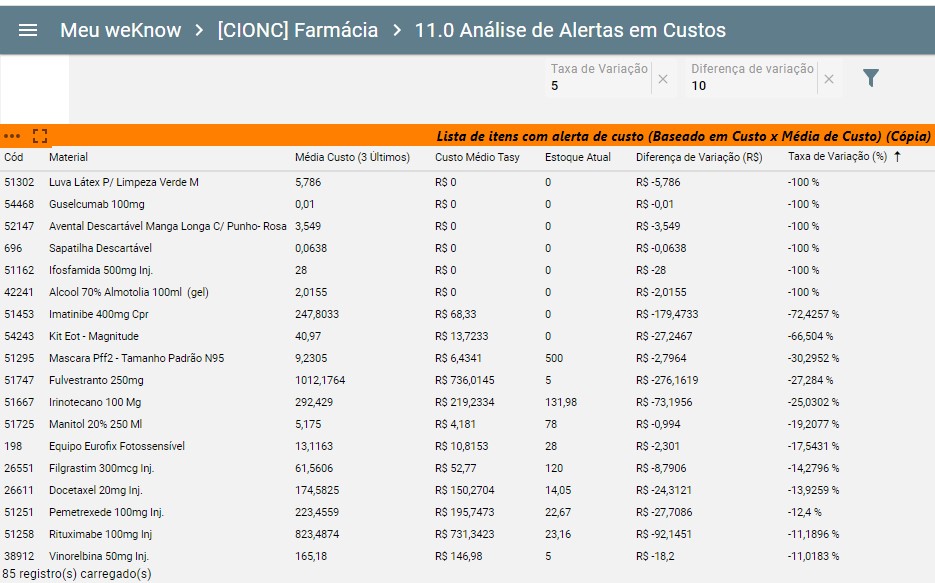 Meu weKnow > [CIONC] Farmácia > 11.0 Análise de Alertas em Custos
Taxa de Variação 5 Diferença de variação 10
Lista de itens com alerta de custo (Baseado em Custo x Média de Custo) (Cópia)
Cód Material Média Custo (3 Últimos) Custo Médio Tasy Estoque Atual Diferença de Variação (R$) Taxa de Variação (%) ↑
51302 Luva Látex P/ Limpeza Verde M 5,786 R$ 0 0 R$ -5,786 -100 %
54468 Guselcumab 100mg 0,01 R$ 0 0 R$ -0,01 -100 %
52147 Avental Descartável Manga Longa C/ Punho- Rosa 3,549 R$ 0 0 R$ -3,549 -100 %
696 Sapatilha Descartável 0,0638 R$ 0 0 R$ -0,0638 -100 %
51162 Ifosfamida 500mg Inj. 28 R$ 0 0 R$ -28 -100 %
42241 Alcool 70% Almotolia 100ml (gel) 2,0155 R$ 0 0 R$ -2,0155 -100 %
51453 Imatinibe 400mg Cpr 247,8033 R$ 68,33 0 R$ -179,4733 -72,4257 %
54243 Kit Eot - Magnitude 40,97 R$ 13,7233 0 R$ -27,2467 -66,504 %
51295 Mascara Pff2 - Tamanho Padrão N95 9,2305 R$ 6,4341 500 R$ -2,7964 -30,2952 %
51747 Fulvestranto 250mg 1012,1764 R$ 736,0145 5 R$ -276,1619 -27,284 %
51667 Irinotecano 100 Mg 292,429 R$ 219,2334 131,98 R$ -73,1956 -25,0302 %
51725 Manitol 20% 250 Ml 5,175 R$ 4,181 78 R$ -0,994 -19,2077 %
198 Equipo Eurofix Fotossensível 13,1163 R$ 10,8153 28 R$ -2,301 -17,5431 %
26551 Filgrastim 300mcg Inj. 61,5606 R$ 52,77 120 R$ -8,7906 -14,2796 %
26611 Docetaxel 20mg Inj. 174,5825 R$ 150,2704 14,05 R$ -24,3121 -13,9259 %
51251 Pemetrexede 100mg Inj. 223,4559 R$ 195,7473 22,67 R$ -27,7086 -12,4 %
51258 Rituximabe 100mg Inj 823,4874 R$ 731,3423 23,16 R$ -92,1451 -11,1896 %
38912 Vinorelbina 50mg Inj. 165,18 R$ 146,98 5 R$ -18,2 -11,0183 %
85 registro(s) carregado(s)